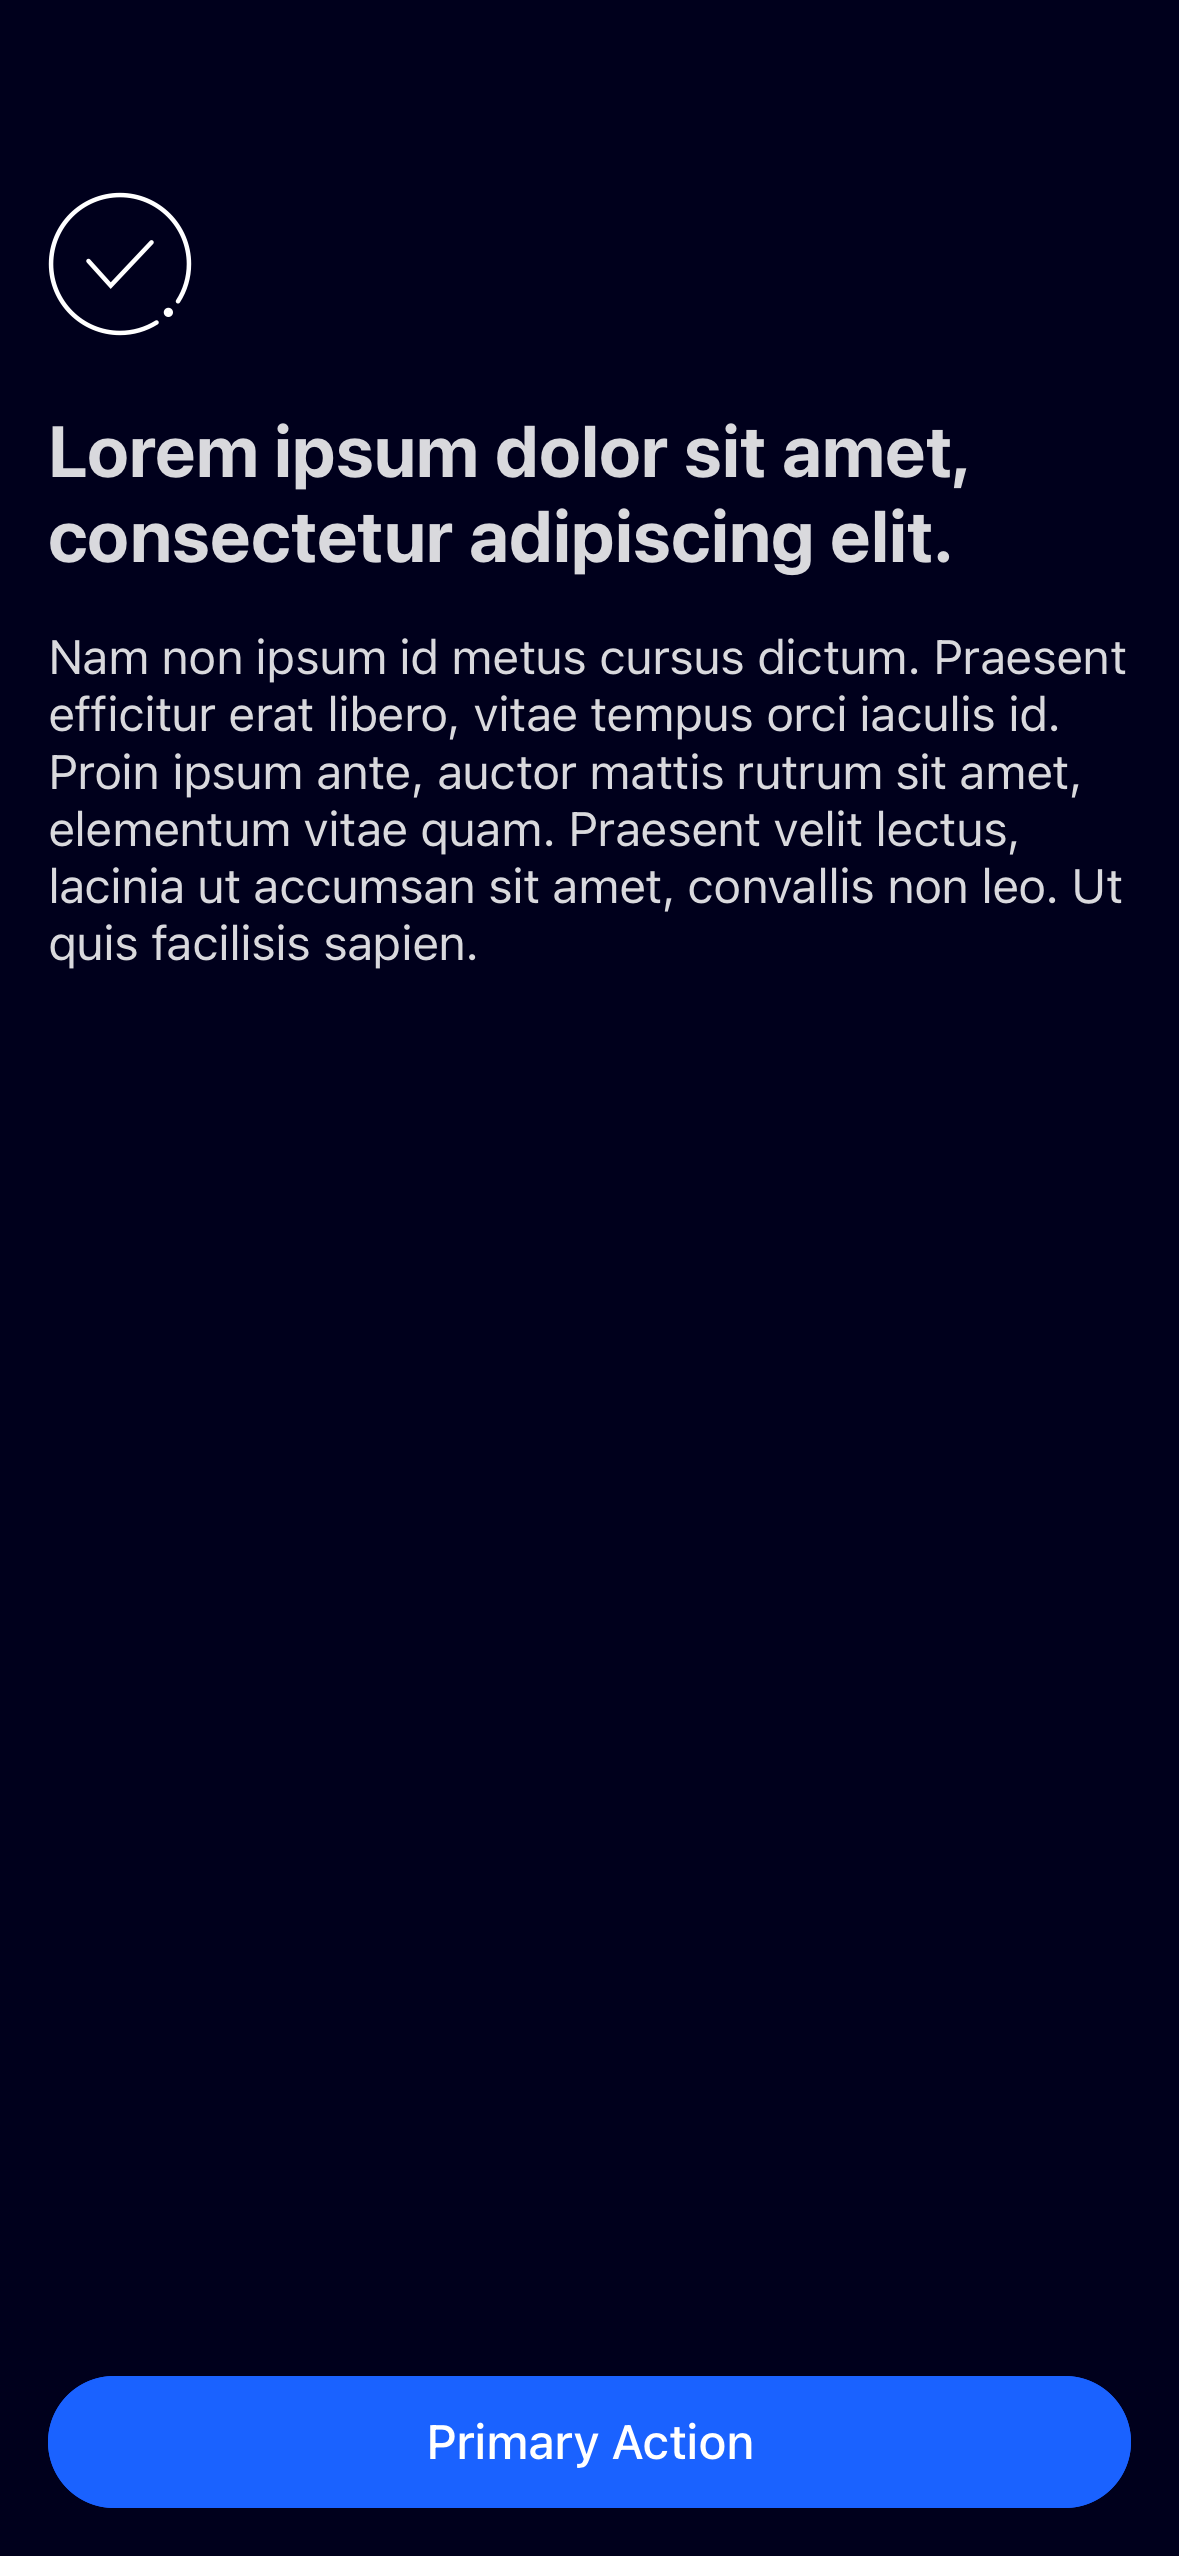 Lorem ipsum dolor sit amet,
consectetur adipiscing elit.
Nam non ipsum id metus cursus dictum. Praesent
efficitur erat libero, vitae tempus orci iaculis id.
Proin ipsum ante, auctor mattis rutrum sit amet,
elementum vitae quam. Praesent velit lectus,
lacinia ut accumsan sit amet, convallis non leo. Ut
quis facilisis sapien.
Primary Action